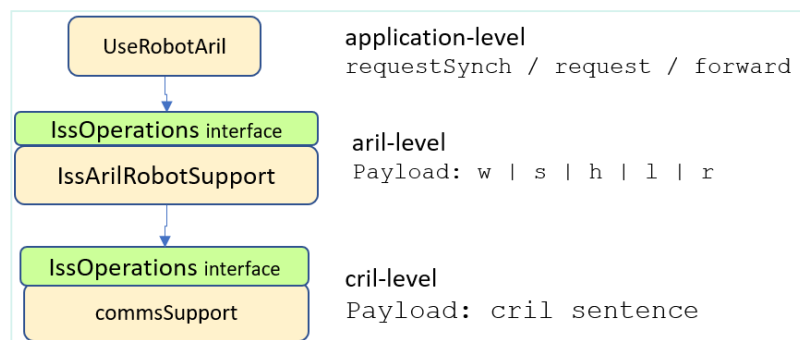 UseRobotAril
application-level
requestSynch / request / forward
IssOperations interface
IssArilRobotSupport
aril-level
Payload: w | s | h | l | r
IssOperations interface
commsSupport
cril-level
Payload: cril sentence